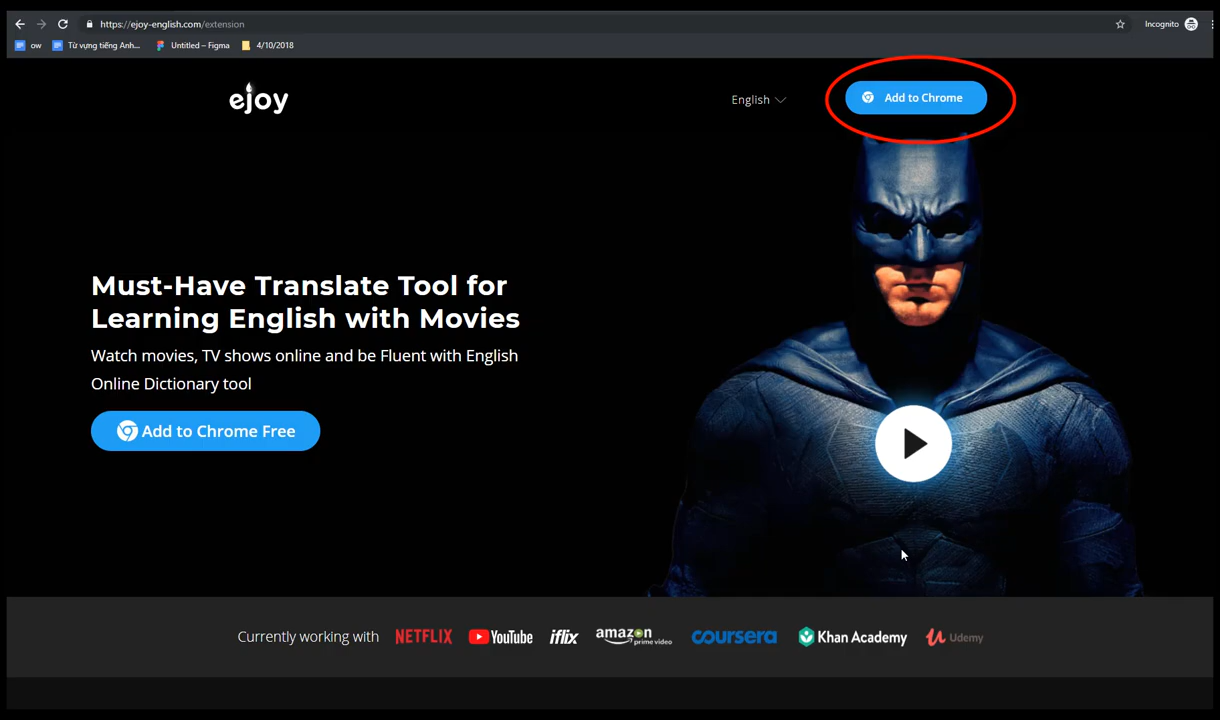 https://ejoy-english.com/extension
Incognito
ow
Từ vựng tiếng Anh...
Untitled – Figma
4/10/2018
ejoy
English
Add to Chrome
Must-Have Translate Tool for
Learning English with Movies
Watch movies, TV shows online and be Fluent with English
Online Dictionary tool
Add to Chrome Free
Currently working with
NETFLIX
YouTube
iflix
amazon prime video
coursera
Khan Academy
Udemy